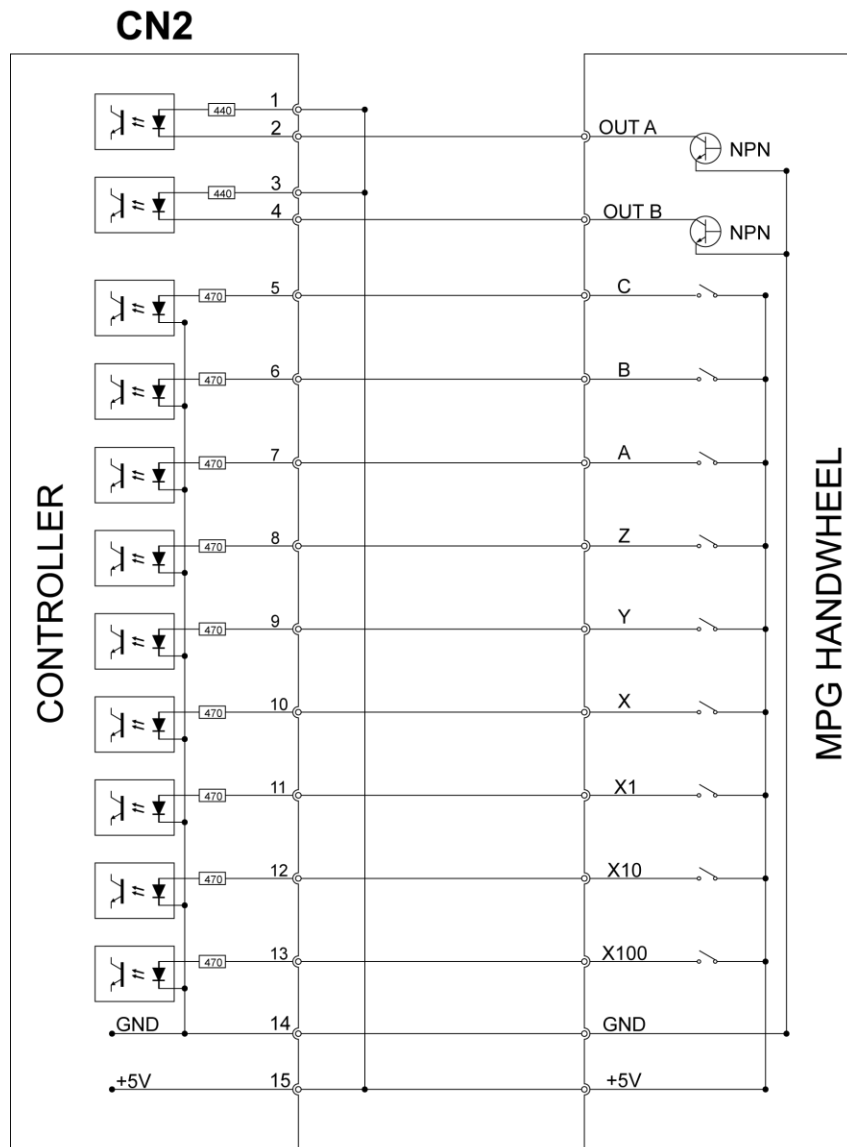 CN2
440 1
2 OUT A NPN
440 3
4 OUT B NPN
470 5 C
470 6 B
470 7 A
470 8 Z
470 9 Y
470 10 X
470 11 X1
470 12 X10
470 13 X100
GND 14 GND
+5V 15 +5V
CONTROLLER
MPG HANDWHEEL